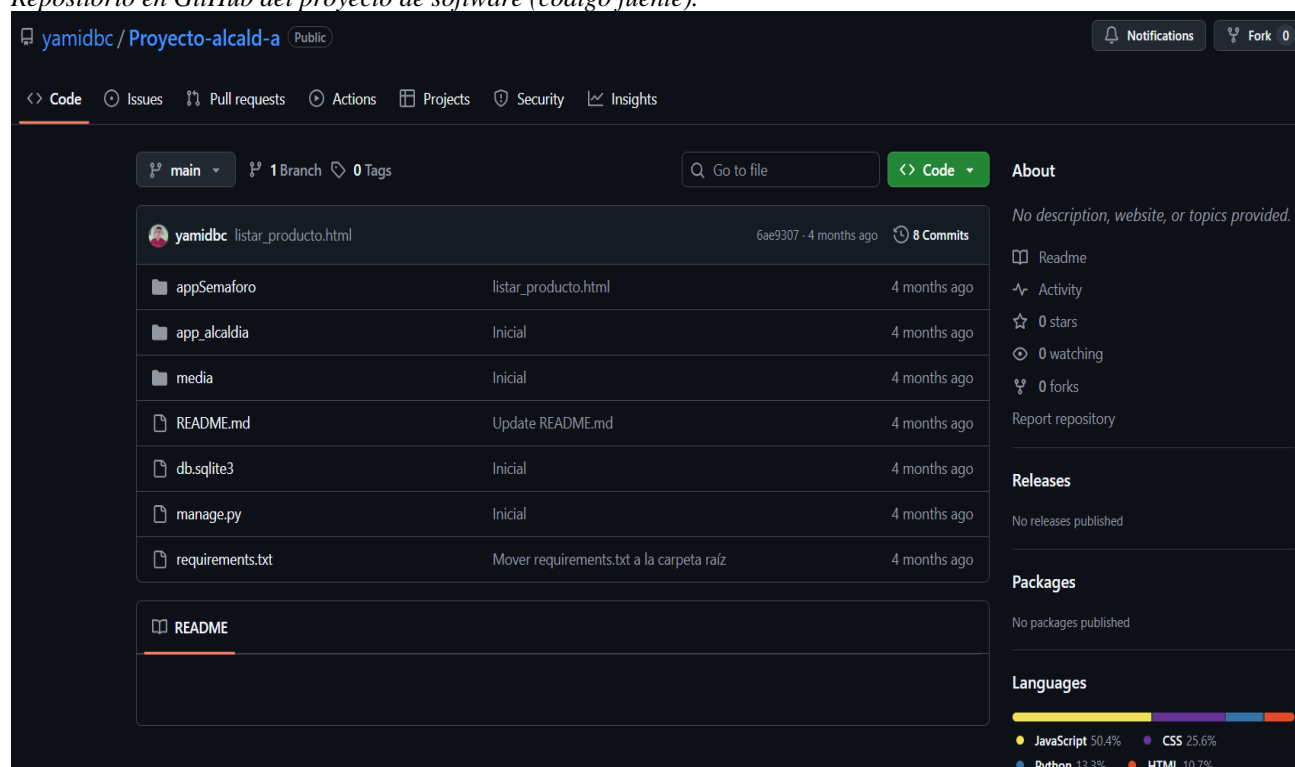 Repositorio en GitHub del proyecto de software (código fuente).
yamidbc / Proyecto-alcald-a Public
Notifications Fork 0
Code Issues Pull requests Actions Projects Security Insights
main 1 Branch 0 Tags Go to file Code
yamidbc listar_producto.html 6ae9307 · 4 months ago 8 Commits
appSemaforo listar_producto.html 4 months ago
app_alcaldia Inicial 4 months ago
media Inicial 4 months ago
README.md Update README.md 4 months ago
db.sqlite3 Inicial 4 months ago
manage.py Inicial 4 months ago
requirements.txt Mover requirements.txt a la carpeta raíz 4 months ago
README
About
No description, website, or topics provided.
Readme
Activity
0 stars
0 watching
0 forks
Report repository
Releases
No releases published
Packages
No packages published
Languages
JavaScript 50.4% CSS 25.6%
Python 13.3% HTML 10.7%